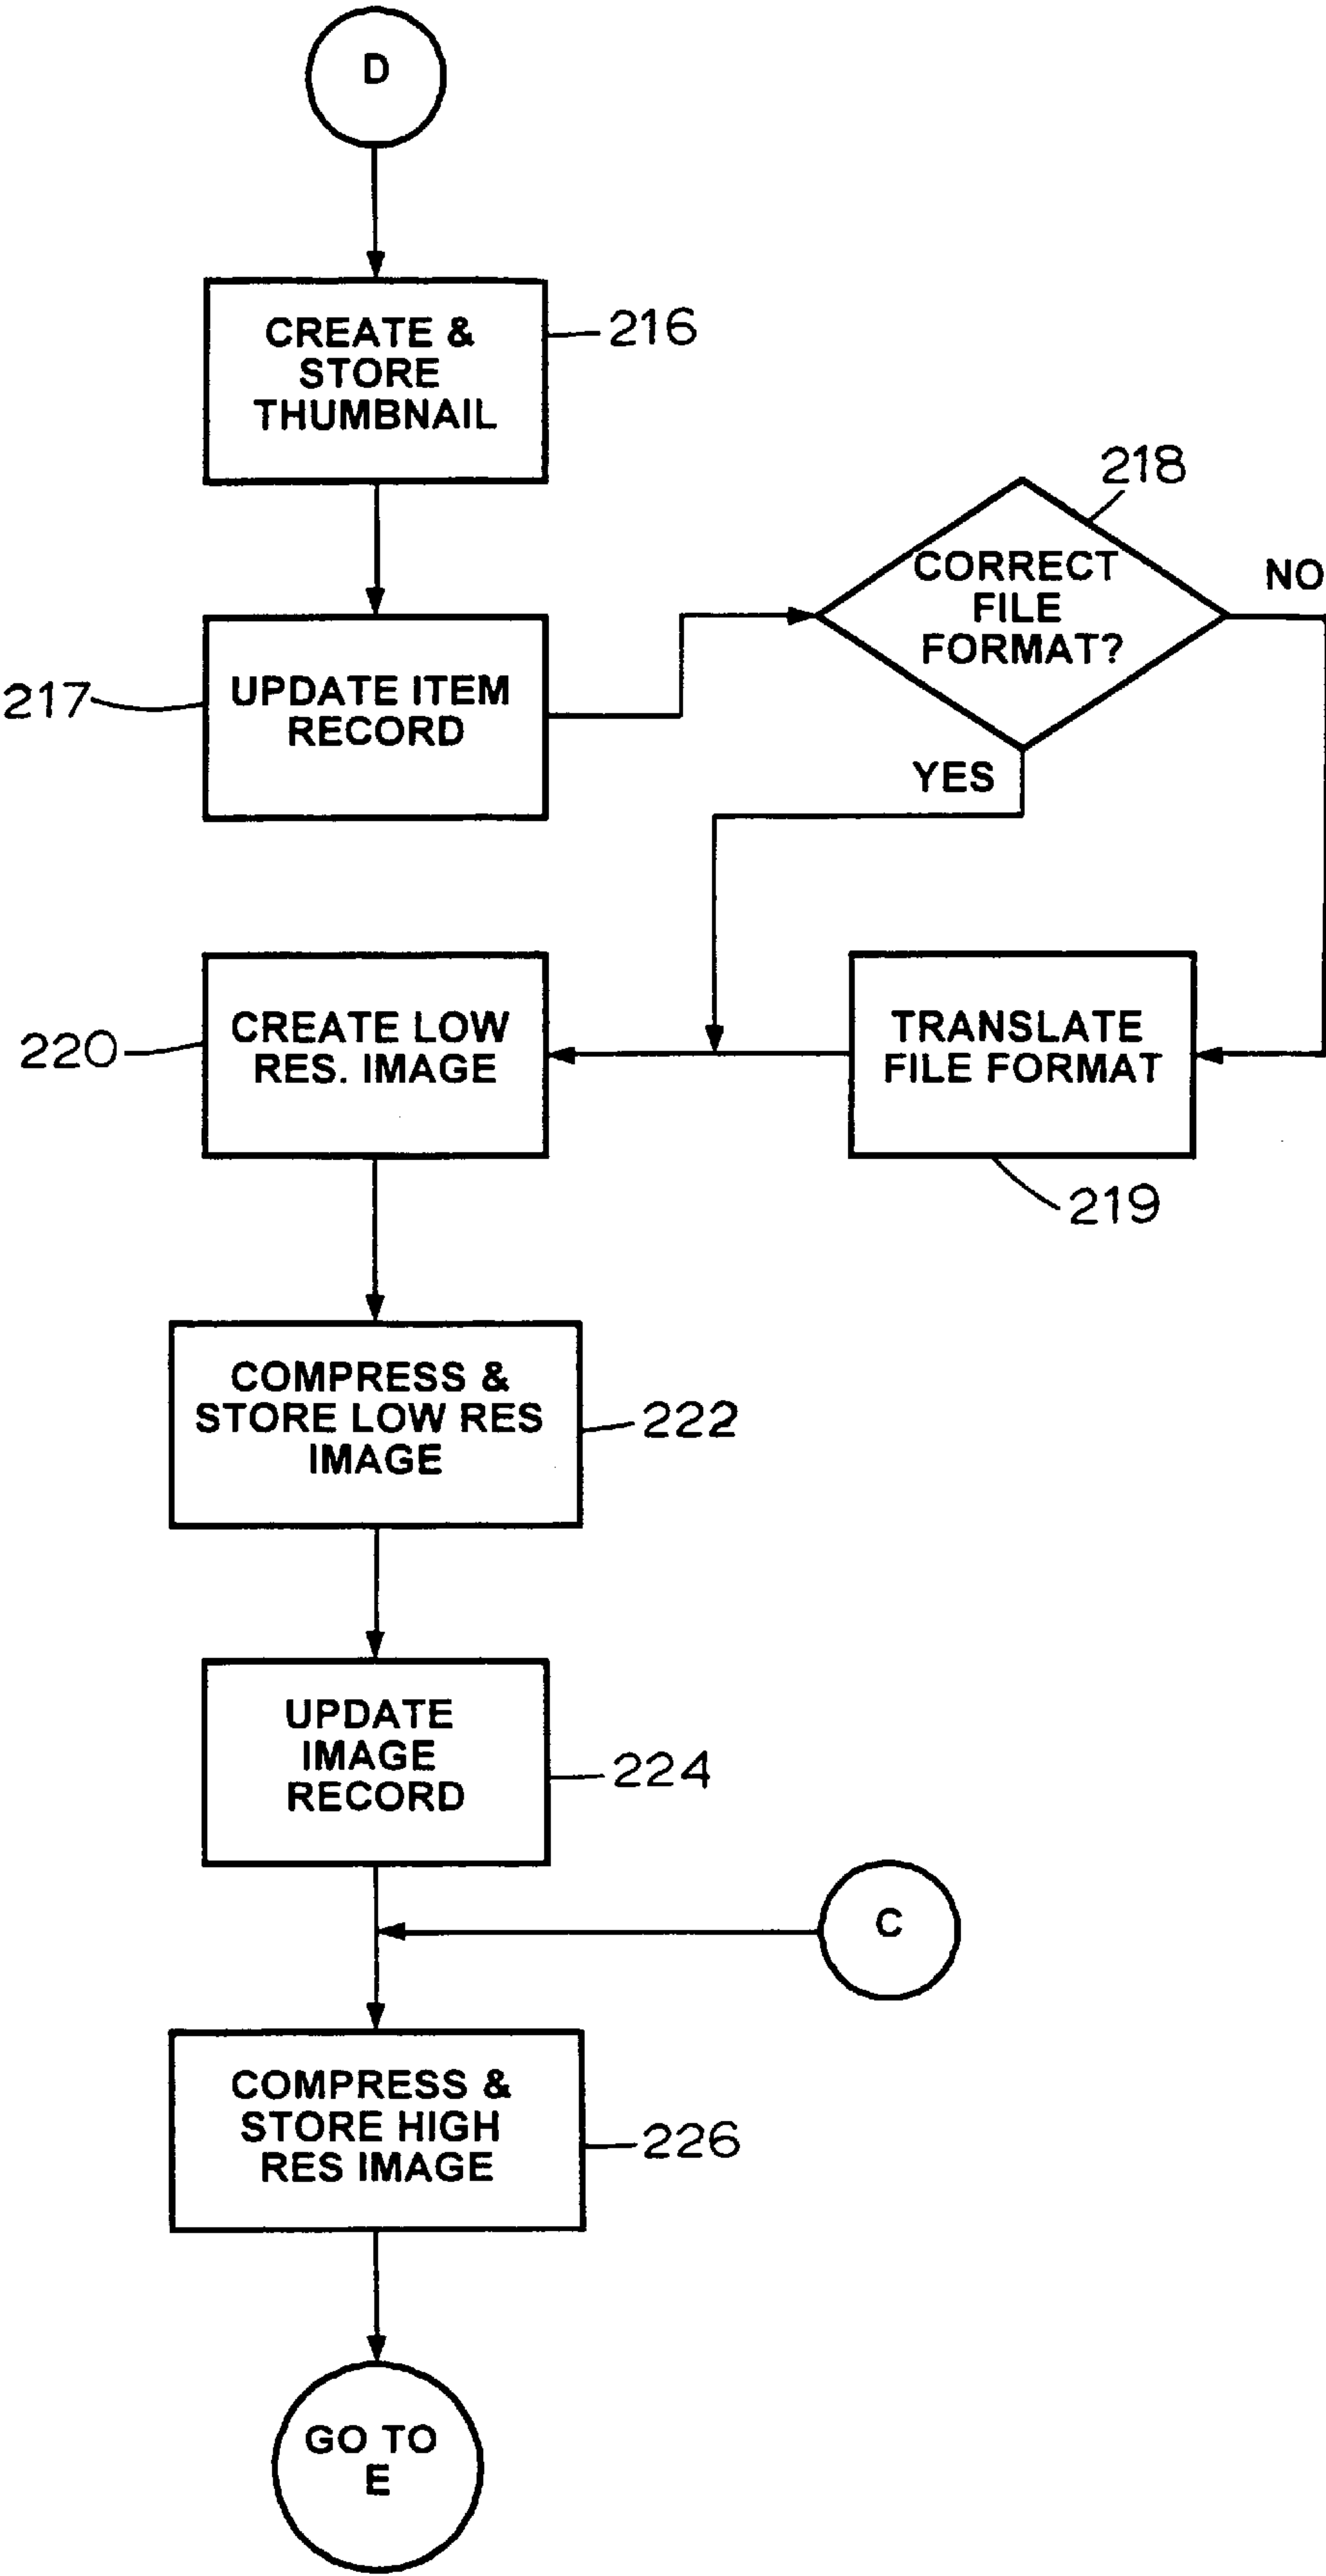 D
CREATE &
STORE
THUMBNAIL
216
218
CORRECT
FILE
FORMAT?
NO
217
UPDATE ITEM
RECORD
YES
220
CREATE LOW
RES. IMAGE
TRANSLATE
FILE FORMAT
219
COMPRESS &
STORE LOW RES
IMAGE
222
UPDATE
IMAGE
RECORD
224
C
COMPRESS &
STORE HIGH
RES IMAGE
226
GO TO
E